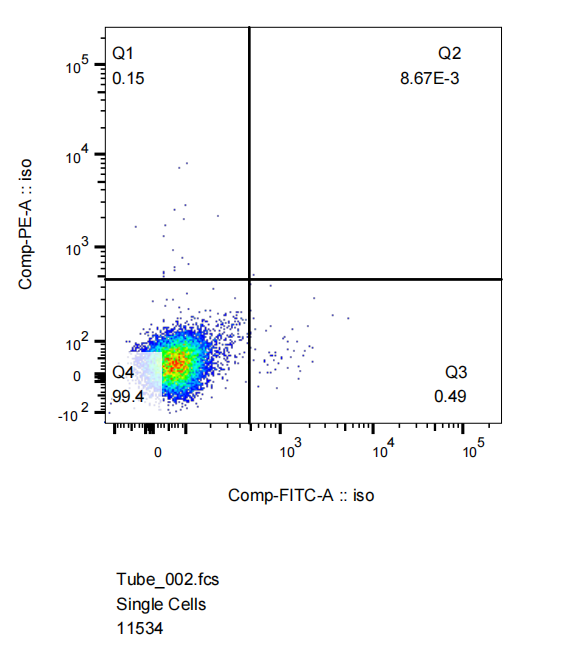 Q1
0.15
Q2
8.67E-3
10^5
10^4
10^3
10^2
0
-10^2
Comp-PE-A :: iso
Q4
99.4
Q3
0.49
0
10^3
10^4
10^5
Comp-FITC-A :: iso
Tube_002.fcs
Single Cells
11534